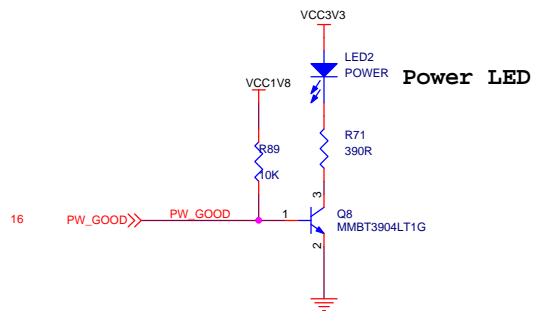 VCC3V3
LED2
POWER
Power LED
VCC1V8
R71
390R
R89
10K
3
16
PW_GOOD
PW_GOOD
1
Q8
MMBT3904LT1G
2